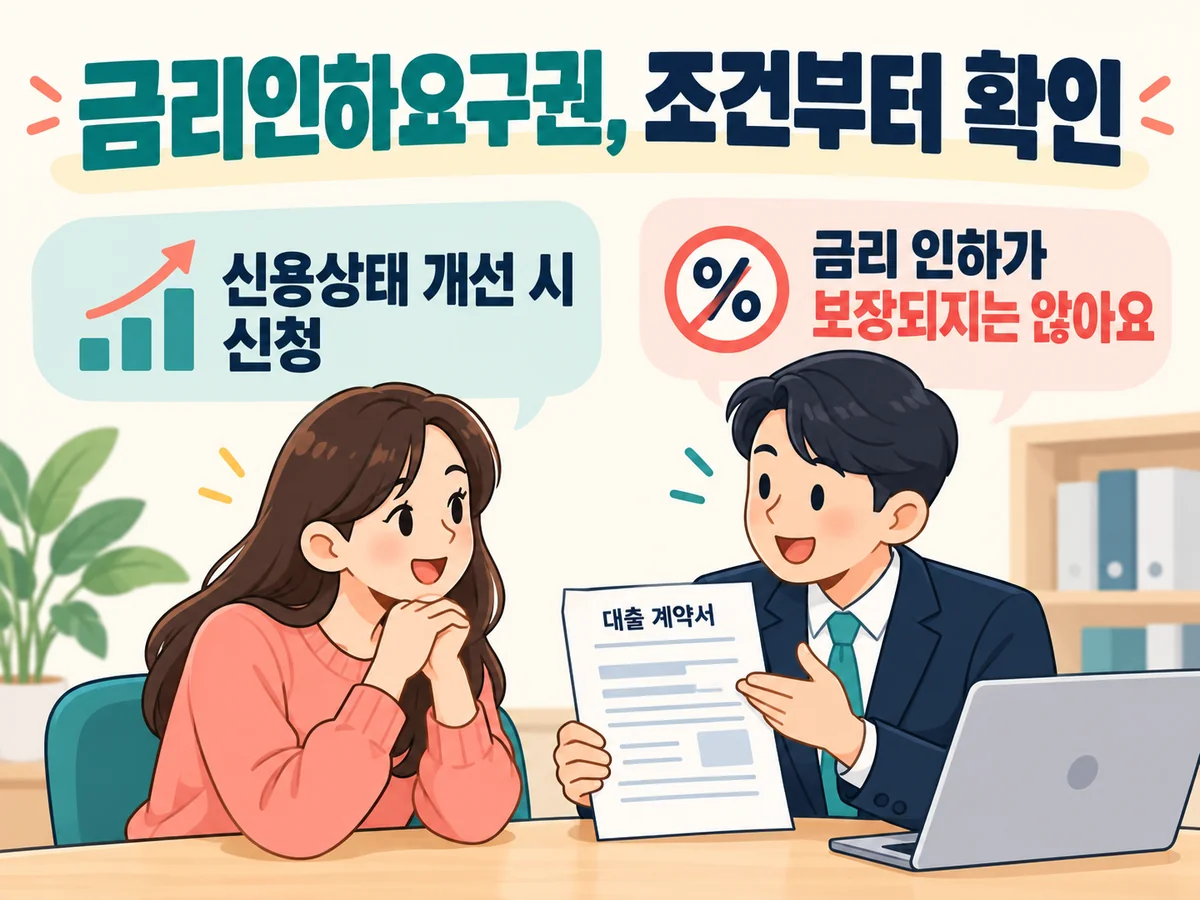 금리인하요구권, 조건부터 확인
신용상태 개선 시
신청
%
금리 인하가
보장되지는 않아요
대출 계약서